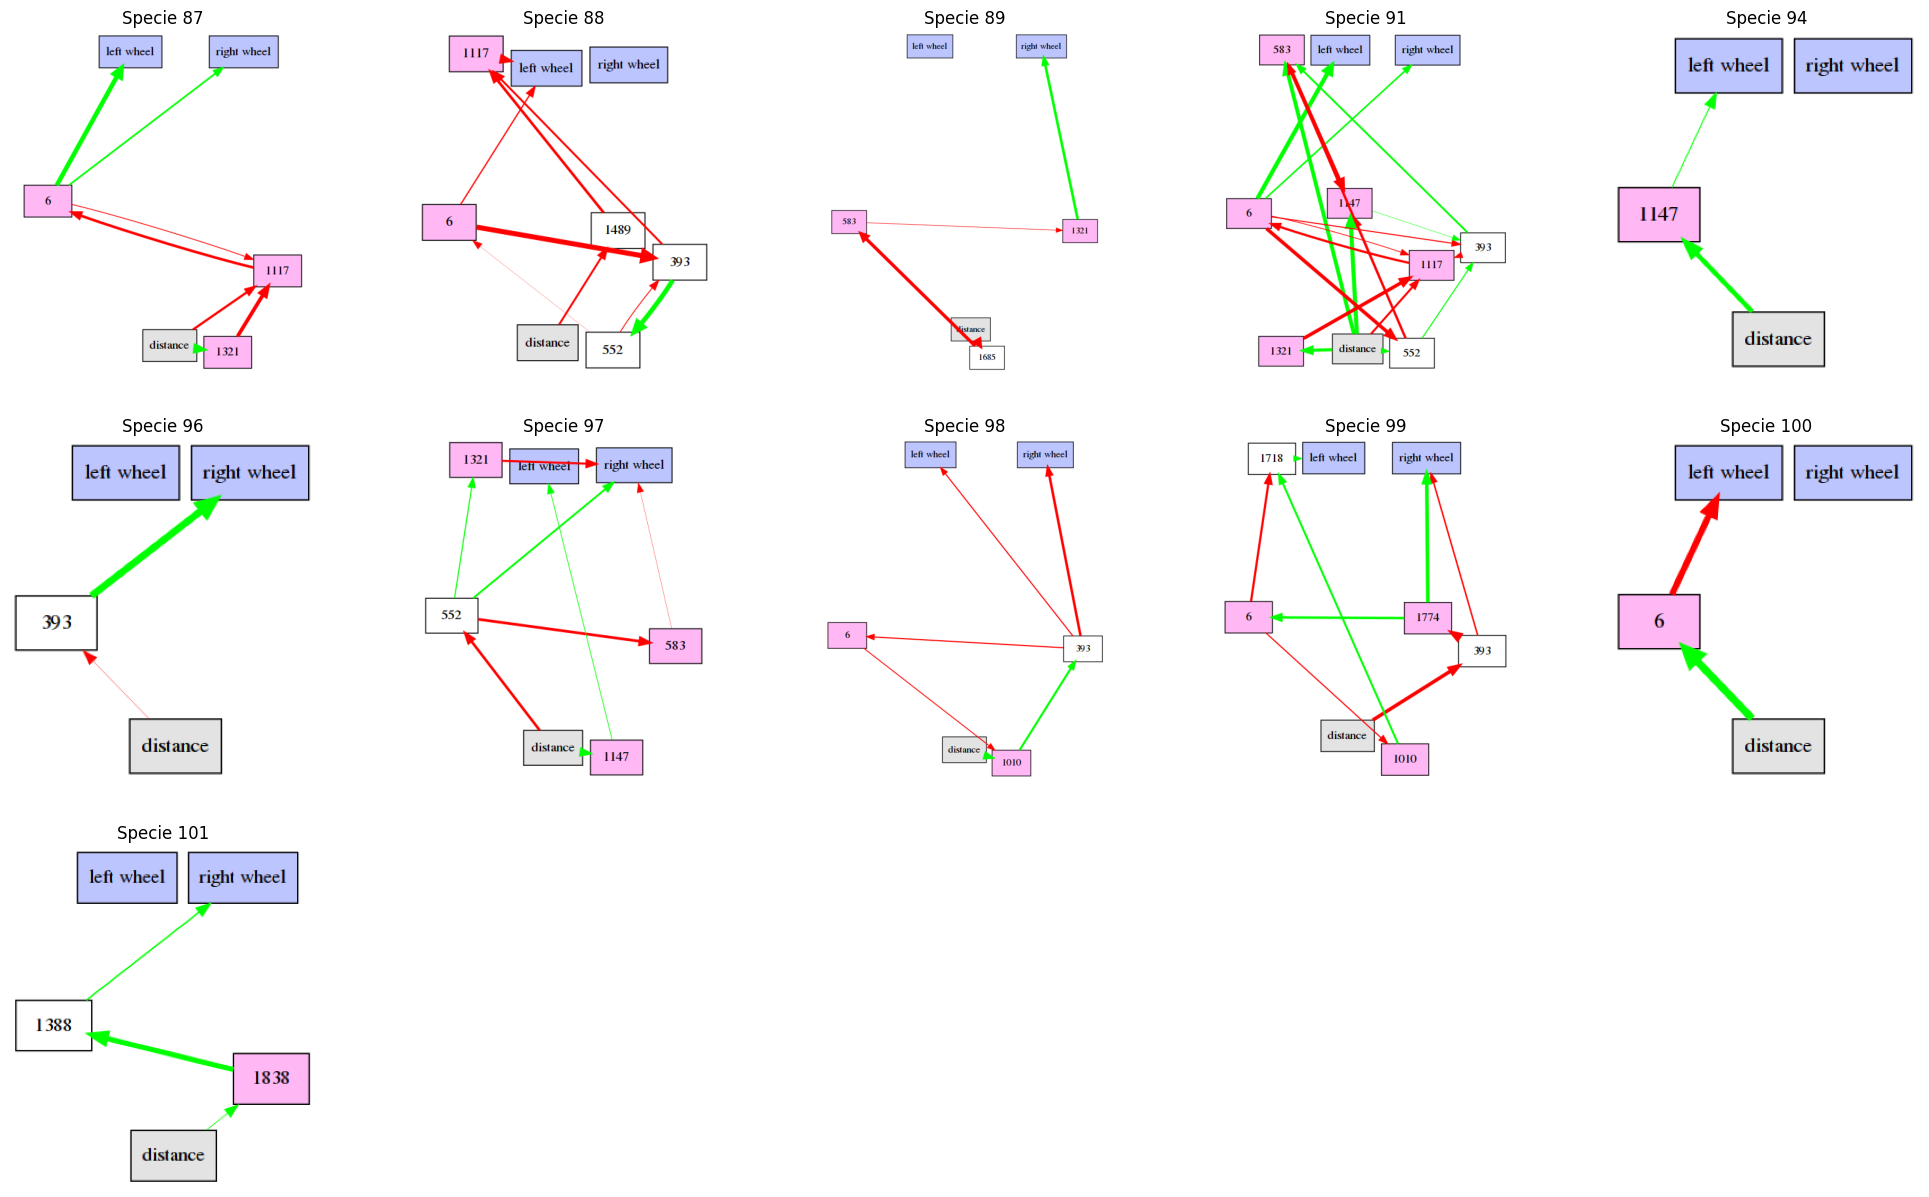 Specie 87
left wheel
right wheel
6
1117
distance
1321
Specie 88
1117
left wheel
right wheel
6
1489
393
distance
552
Specie 89
left wheel
right wheel
583
1321
distance
1685
Specie 91
583
left wheel
right wheel
1147
6
393
1117
1321
distance
552
Specie 94
left wheel
right wheel
1147
distance
Specie 96
left wheel
right wheel
393
distance
Specie 97
1321
left wheel
right wheel
552
583
distance
1147
Specie 98
left wheel
right wheel
6
393
distance
1010
Specie 99
1718
left wheel
right wheel
6
1774
393
distance
1010
Specie 100
left wheel
right wheel
6
distance
Specie 101
left wheel
right wheel
1388
1838
distance